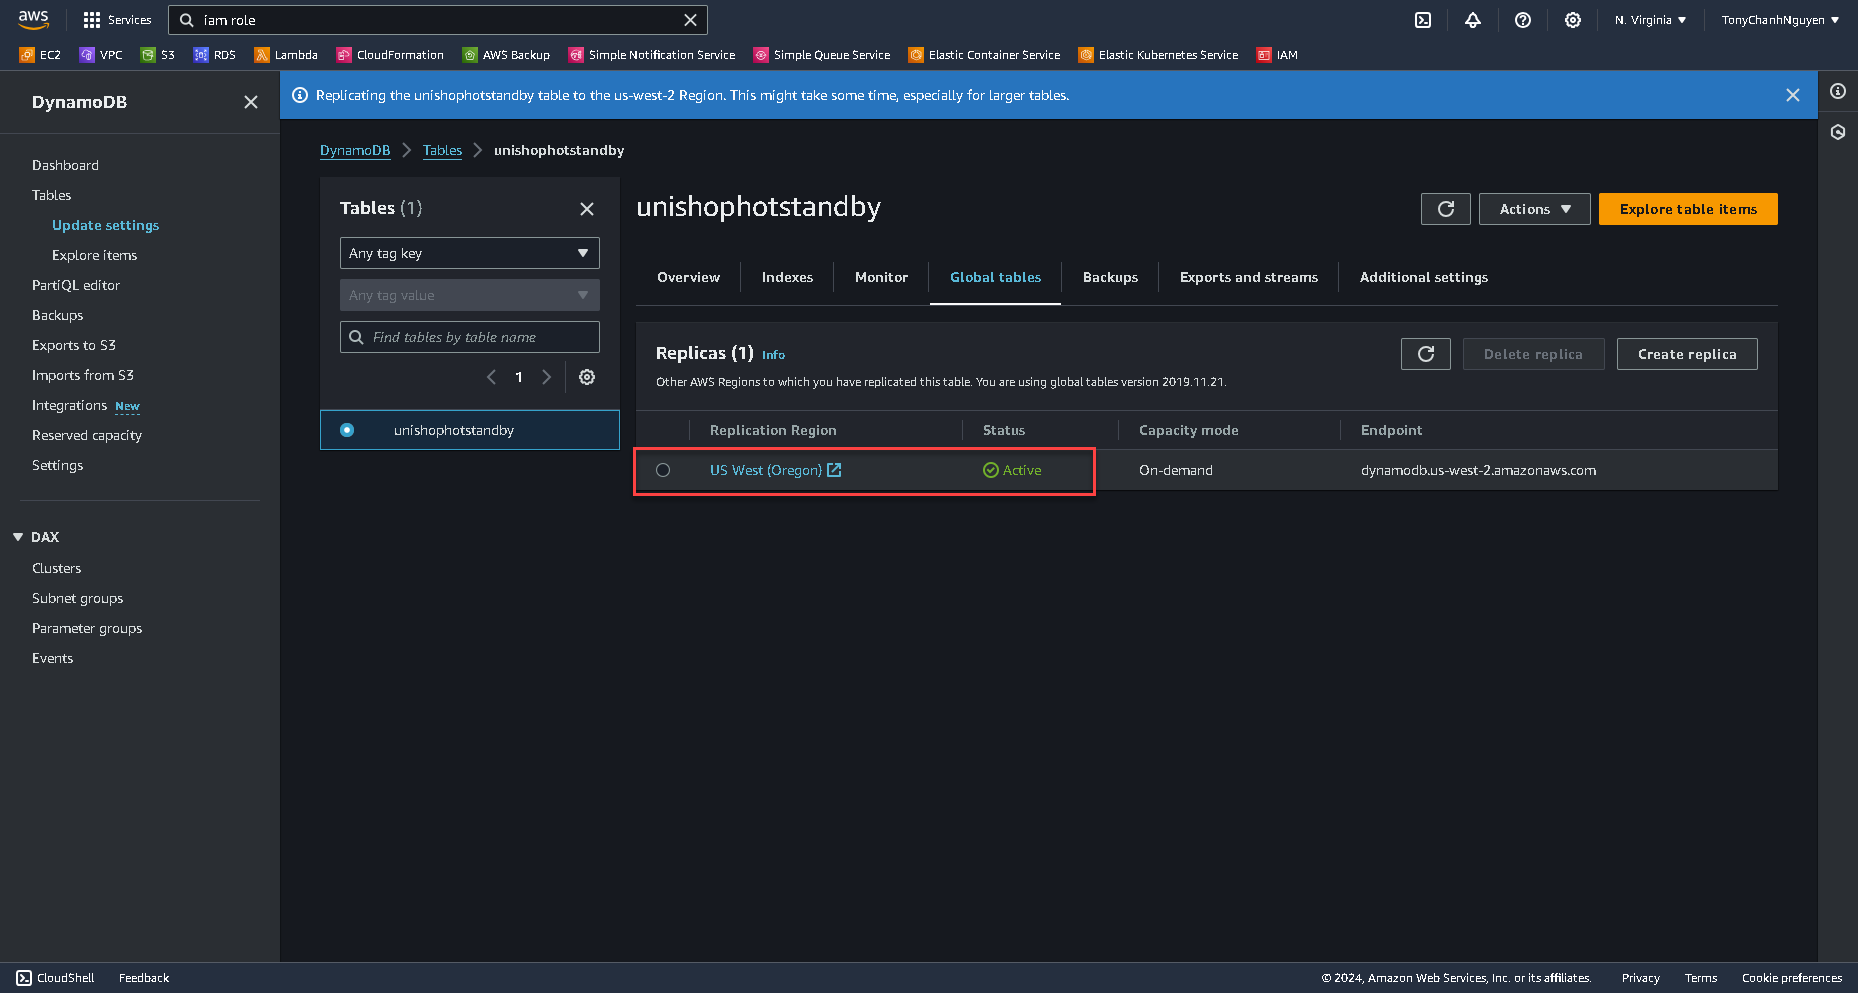 aws
Services
iam role
N. Virginia
TonyChanhNguyen
EC2 VPC S3 RDS Lambda CloudFormation AWS Backup Simple Notification Service Simple Queue Service Elastic Container Service Elastic Kubernetes Service IAM
DynamoDB
Dashboard
Tables
Update settings
Explore items
PartiQL editor
Backups
Exports to S3
Imports from S3
Integrations New
Reserved capacity
Settings
DAX
Clusters
Subnet groups
Parameter groups
Events
Replicating the unishophotstandby table to the us-west-2 Region. This might take some time, especially for larger tables.
DynamoDB Tables unishophotstandby
Tables (1)
Any tag key
Any tag value
Find tables by table name
1
unishophotstandby
unishophotstandby
Actions
Explore table items
Overview Indexes Monitor Global tables Backups Exports and streams Additional settings
Replicas (1) Info
Delete replica
Create replica
Other AWS Regions to which you have replicated this table. You are using global tables version 2019.11.21.
Replication Region Status Capacity mode Endpoint
US West (Oregon) Active On-demand dynamodb.us-west-2.amazonaws.com
CloudShell Feedback
© 2024, Amazon Web Services, Inc. or its affiliates. Privacy Terms Cookie preferences